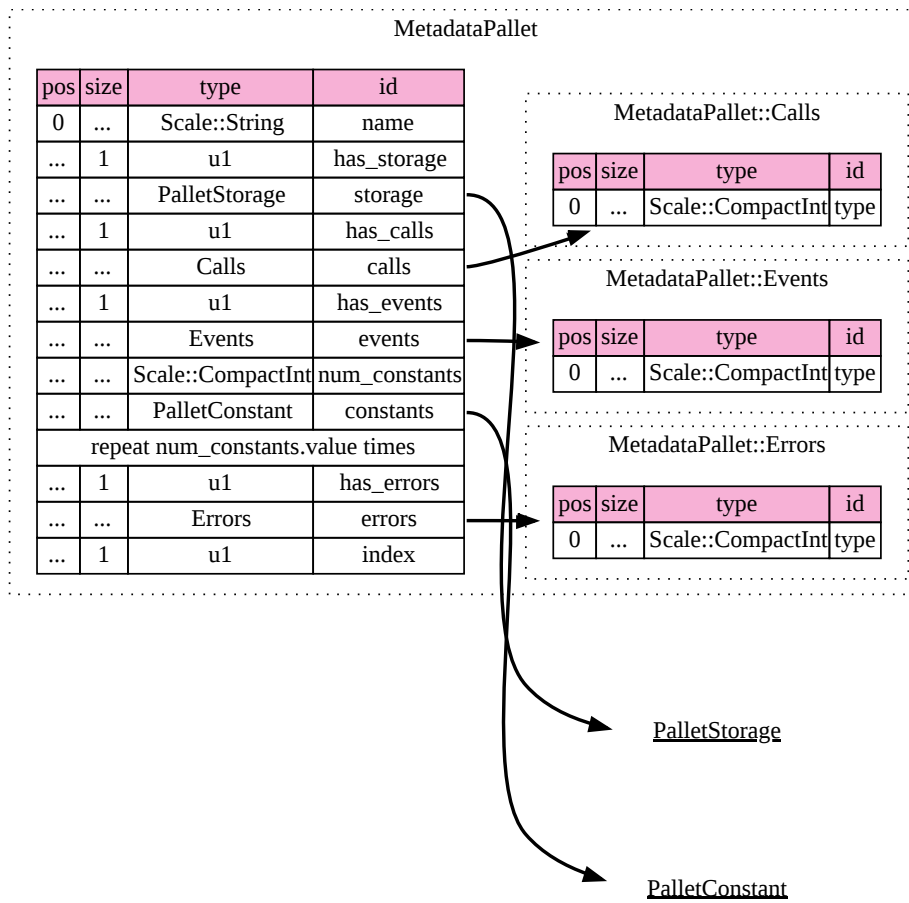 MetadataPallet
pos size type id
0 ... Scale::String name
... 1 u1 has_storage
... ... PalletStorage storage
... 1 u1 has_calls
... ... Calls calls
... 1 u1 has_events
... ... Events events
... ... Scale::CompactInt num_constants
... ... PalletConstant constants
repeat num_constants.value times
... 1 u1 has_errors
... ... Errors errors
... 1 u1 index
MetadataPallet::Calls
pos size type id
0 ... Scale::CompactInt type
MetadataPallet::Events
pos size type id
0 ... Scale::CompactInt type
MetadataPallet::Errors
pos size type id
0 ... Scale::CompactInt type
PalletStorage
PalletConstant